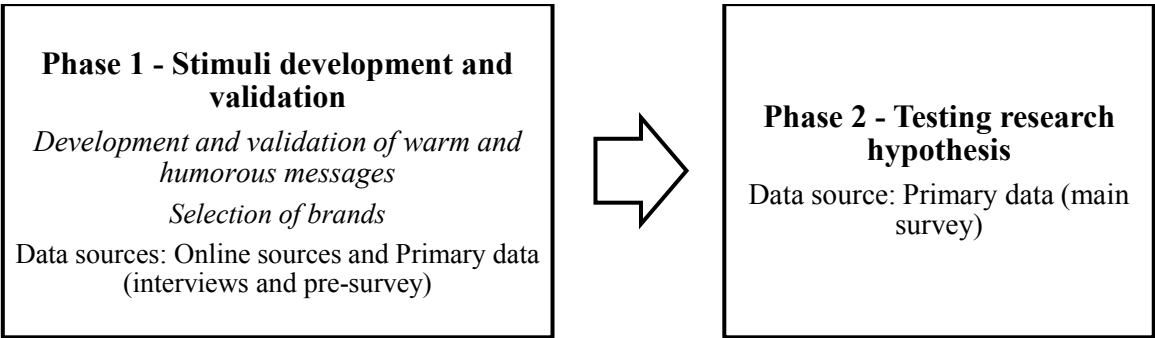 Phase 1 - Stimuli development and
validation
Development and validation of warm and
humorous messages
Selection of brands
Data sources: Online sources and Primary data
(interviews and pre-survey)
Phase 2 - Testing research
hypothesis
Data source: Primary data (main
survey)